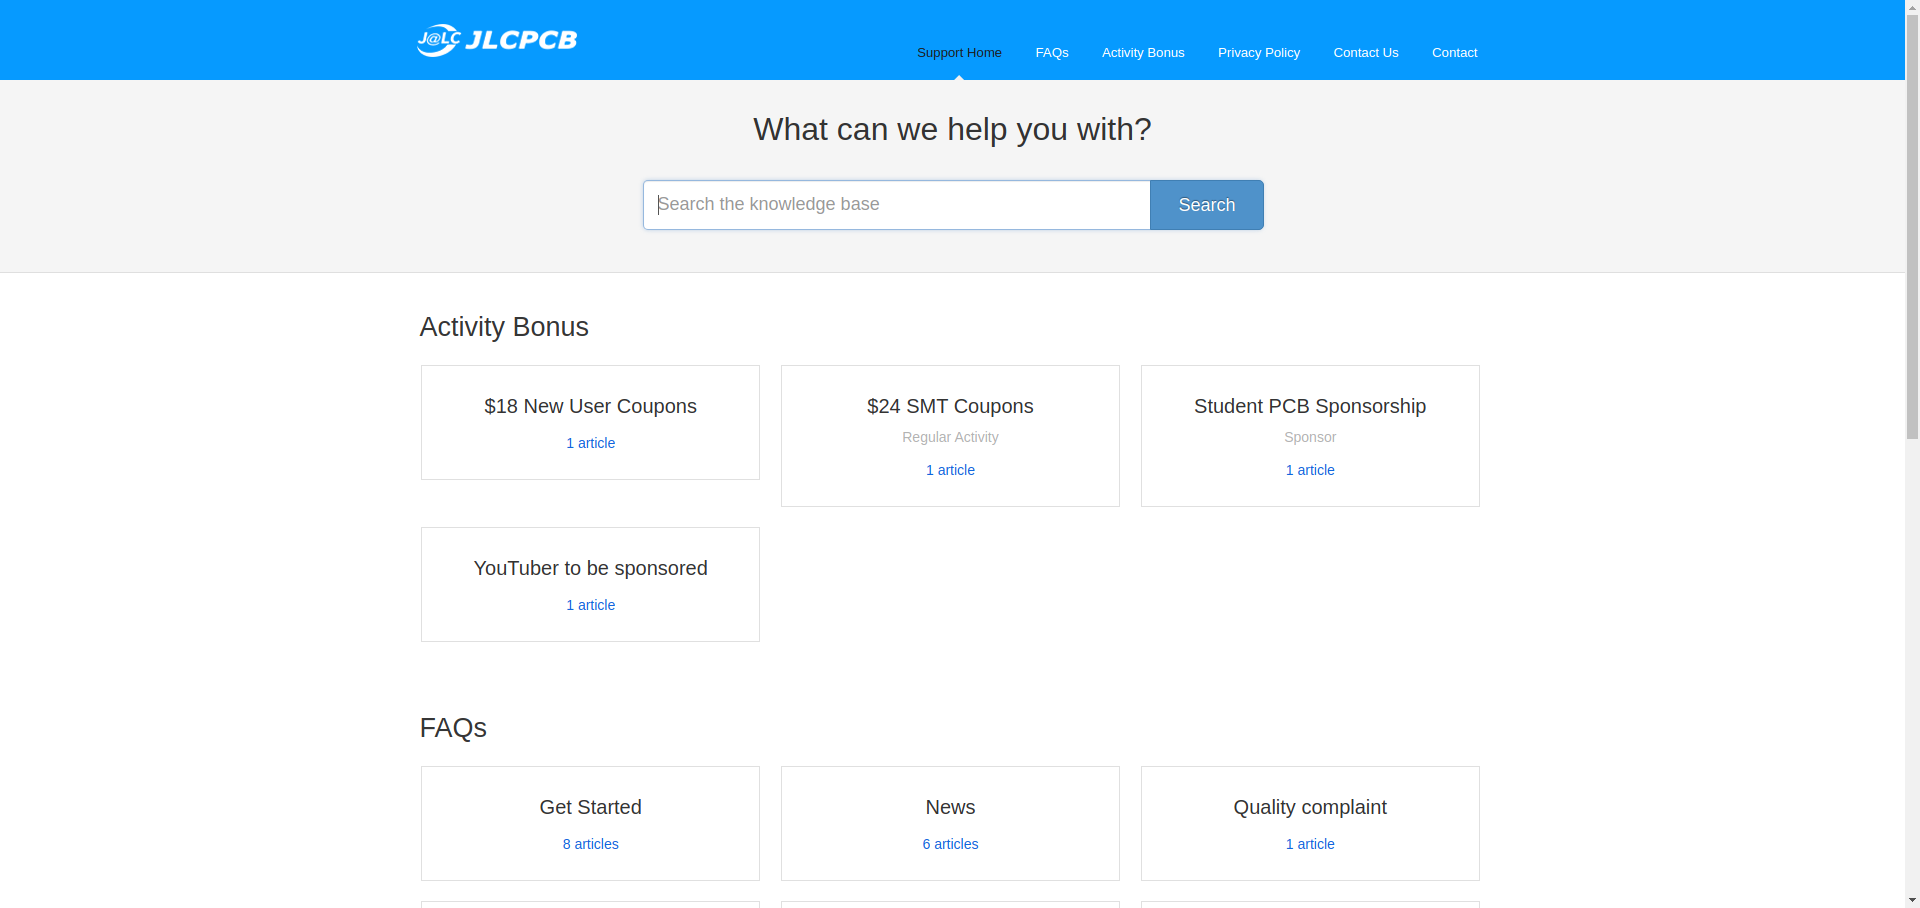 J@LC JLCPCB
Support Home FAQs Activity Bonus Privacy Policy Contact Us Contact
What can we help you with?
Search the knowledge base Search
Activity Bonus
$18 New User Coupons
1 article
$24 SMT Coupons
Regular Activity
1 article
Student PCB Sponsorship
Sponsor
1 article
YouTuber to be sponsored
1 article
FAQs
Get Started
8 articles
News
6 articles
Quality complaint
1 article